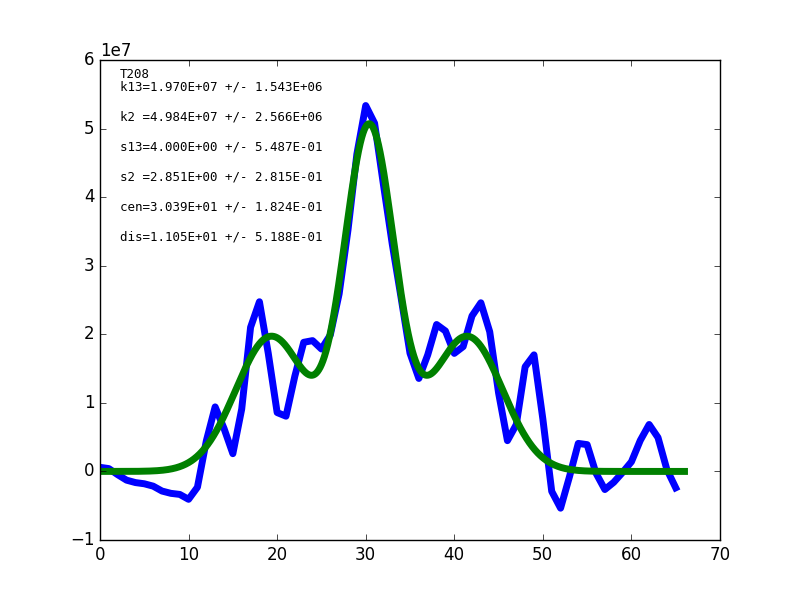 1e7
T208
k13=1.970E+07 +/- 1.543E+06
k2 =4.984E+07 +/- 2.566E+06
s13=4.000E+00 +/- 5.487E-01
s2 =2.851E+00 +/- 2.815E-01
cen=3.039E+01 +/- 1.824E-01
dis=1.105E+01 +/- 5.188E-01
6
5
4
3
2
1
0
−1
0 10 20 30 40 50 60 70